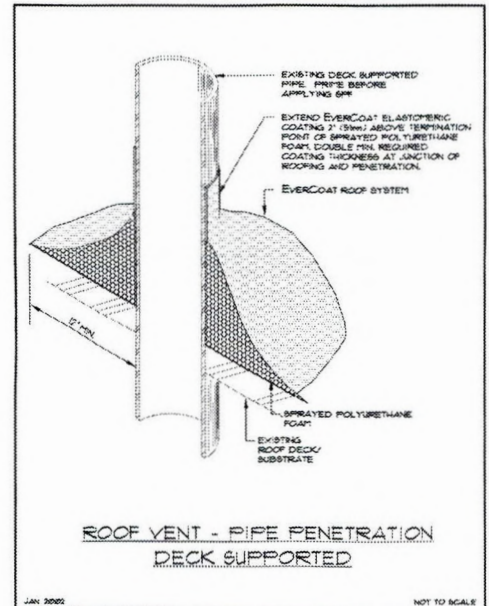 EXISTING DECK SUPPORTED
PIPE. PRIME BEFORE
APPLYING SPF
EXTEND EVERCOAT ELASTOMERIC
COATING 2" (51mm) ABOVE TERMINATION
POINT OF SPRAYED POLYURETHANE
FOAM. DOUBLE MIN. REQUIRED
COATING THICKNESS AT JUNCTION OF
ROOFING AND PENETRATION.
EVERCOAT ROOF SYSTEM
12" MIN.
SPRAYED POLYURETHANE
FOAM
EXISTING
ROOF DECK/
SUBSTRATE
ROOF VENT - PIPE PENETRATION
DECK SUPPORTED
JAN 2002
NOT TO SCALE